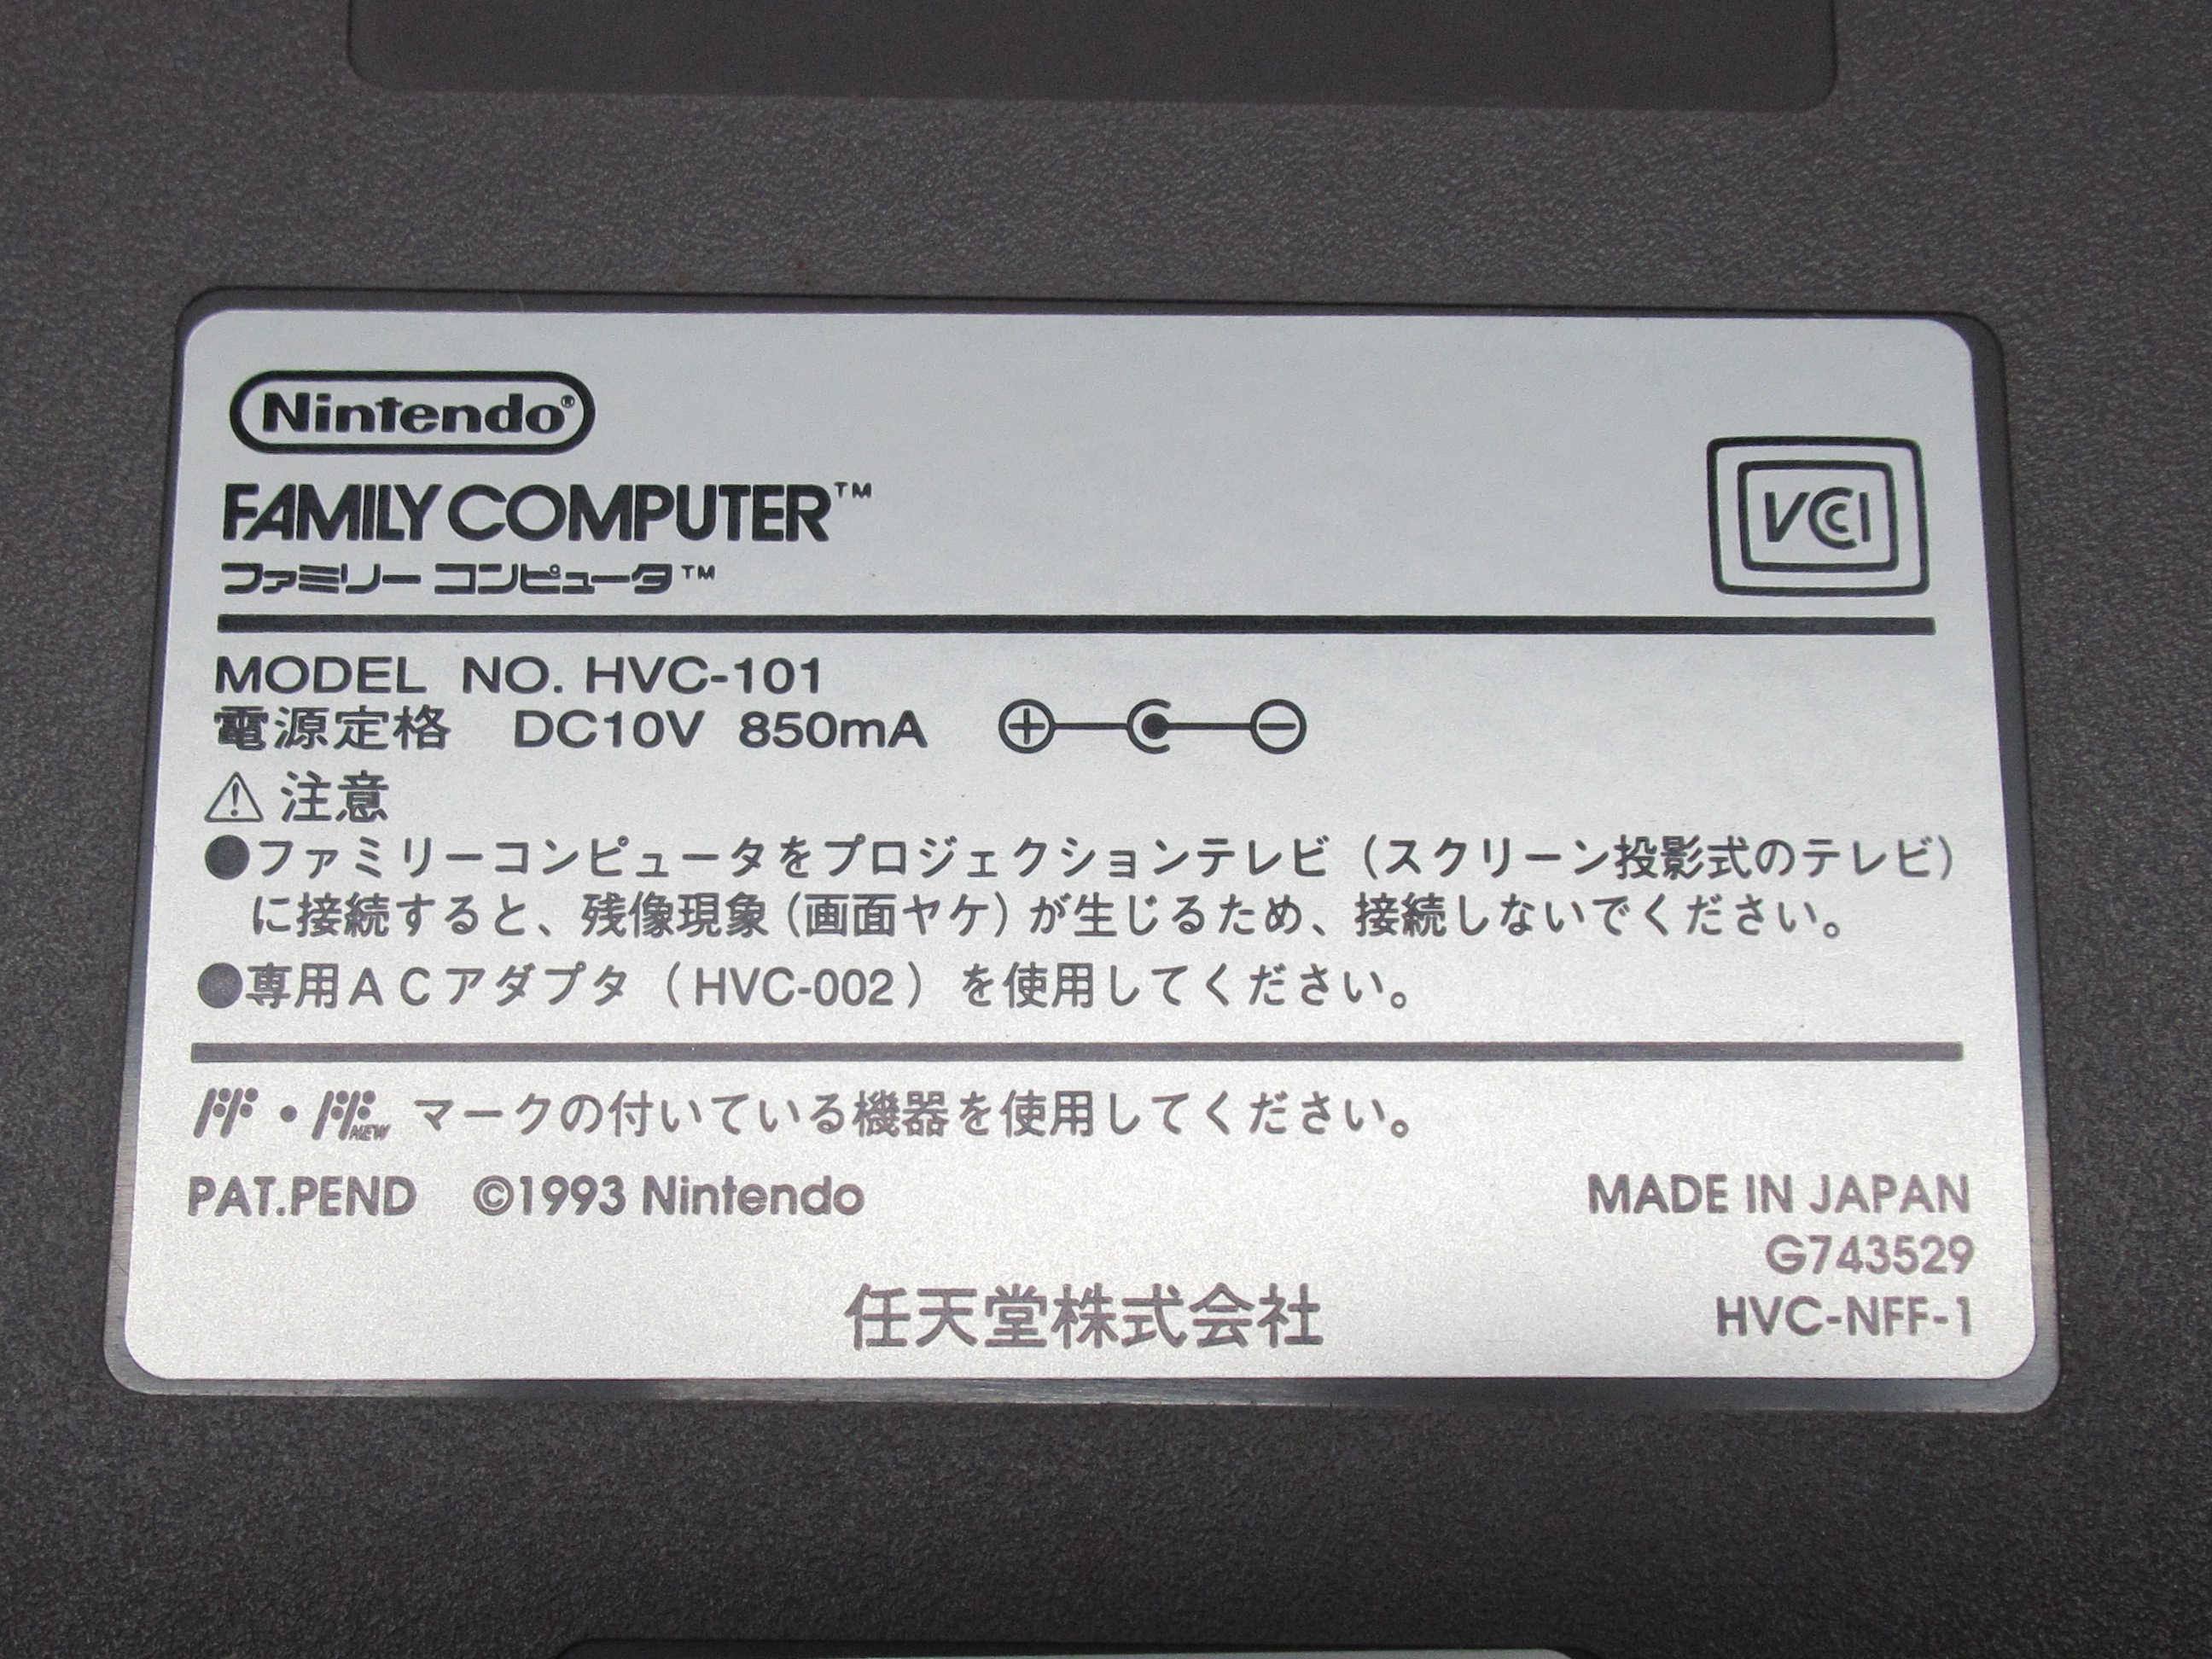 Nintendo®
FAMILY COMPUTER™
ファミリー コンピュータ™
VCCI
MODEL NO. HVC-101
電源定格 DC10V 850mA
⚠ 注意
●ファミリーコンピュータをプロジェクションテレビ（スクリーン投影式のテレビ）
に接続すると、残像現象（画面ヤケ）が生じるため、接続しないでください。
●専用ACアダプタ（HVC-002）を使用してください。
FF・FF NEW マークの付いている機器を使用してください。
PAT.PEND ©1993 Nintendo
MADE IN JAPAN
G743529
HVC-NFF-1
任天堂株式会社